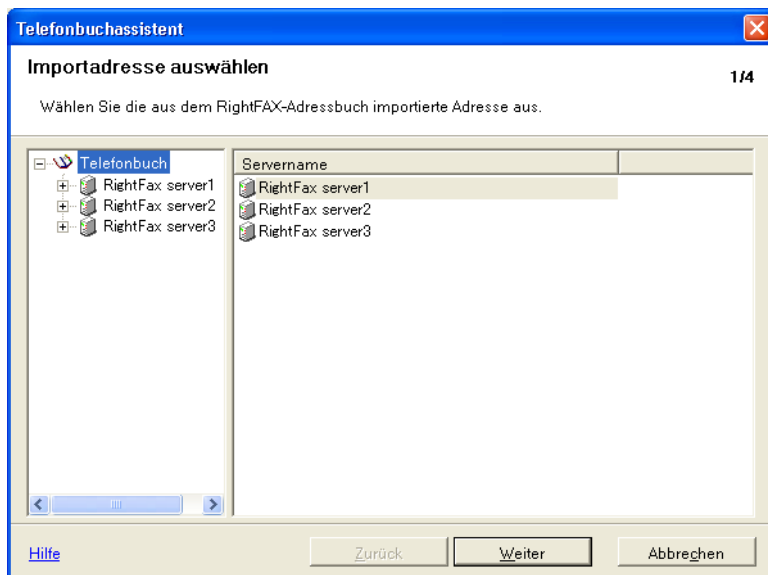 Telefonbuchassistent
Importadresse auswählen
1/4
Wählen Sie die aus dem RightFAX-Adressbuch importierte Adresse aus.
Telefonbuch
RightFax server1
RightFax server2
RightFax server3
Servername
RightFax server1
RightFax server2
RightFax server3
Hilfe
Zurück
Weiter
Abbrechen